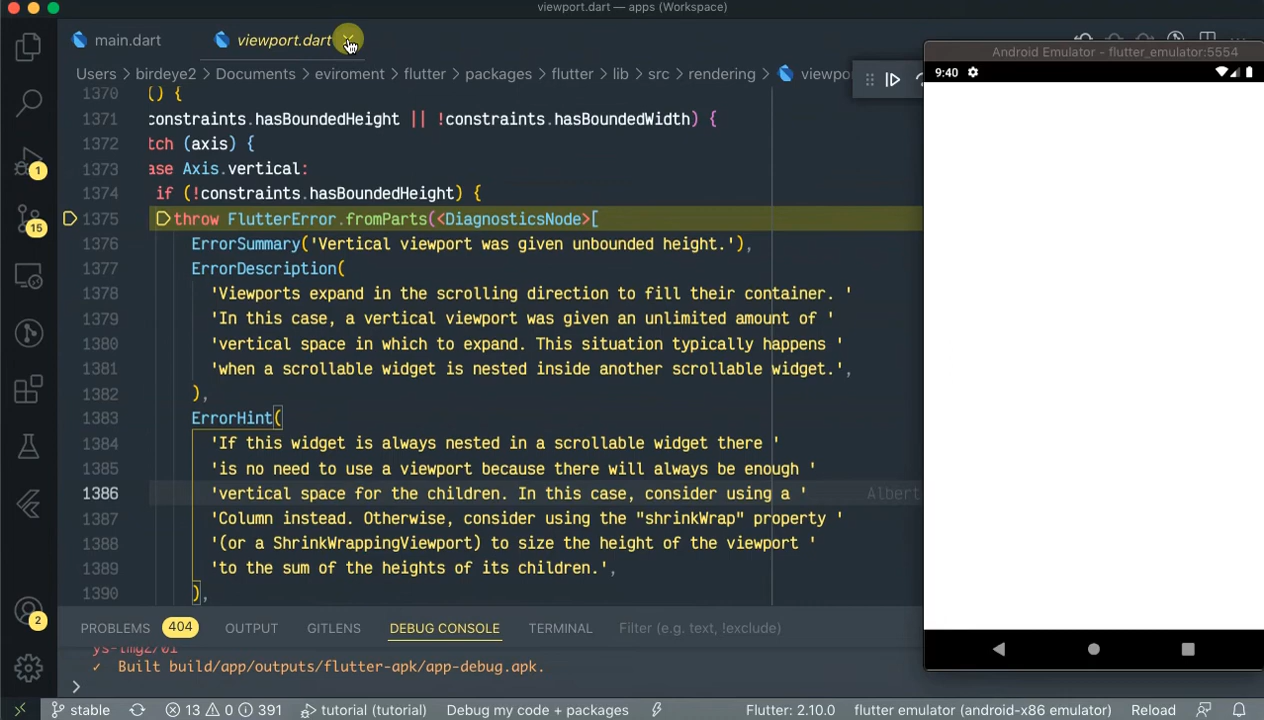 viewport.dart — apps (Workspace)
main.dart
viewport.dart
Users › birdeye2 › Documents › eviroment › flutter › packages › flutter › lib › src › rendering ›
Android Emulator - flutter_emulator:5554
9:40
1370 () {
1371 constraints.hasBoundedHeight || !constraints.hasBoundedWidth) {
1372 tch (axis) {
1373 ase Axis.vertical:
1374 if (!constraints.hasBoundedHeight) {
1375 throw FlutterError.fromParts(<DiagnosticsNode>[
1376 ErrorSummary('Vertical viewport was given unbounded height.'),
1377 ErrorDescription(
1378 'Viewports expand in the scrolling direction to fill their container. '
1379 'In this case, a vertical viewport was given an unlimited amount of '
1380 'vertical space in which to expand. This situation typically happens '
1381 'when a scrollable widget is nested inside another scrollable widget.',
1382 ),
1383 ErrorHint(
1384 'If this widget is always nested in a scrollable widget there '
1385 'is no need to use a viewport because there will always be enough '
1386 'vertical space for the children. In this case, consider using a ' Albert
1387 'Column instead. Otherwise, consider using the "shrinkWrap" property '
1388 '(or a ShrinkWrappingViewport) to size the height of the viewport '
1389 'to the sum of the heights of its children.',
1390 ),
1
15
2
PROBLEMS 404 OUTPUT GITLENS DEBUG CONSOLE TERMINAL Filter (e.g. text, !exclude)
✓ Built build/app/outputs/flutter-apk/app-debug.apk.
>
stable 13 0 391 tutorial (tutorial) Debug my code + packages Flutter: 2.10.0 flutter emulator (android-x86 emulator) Reload